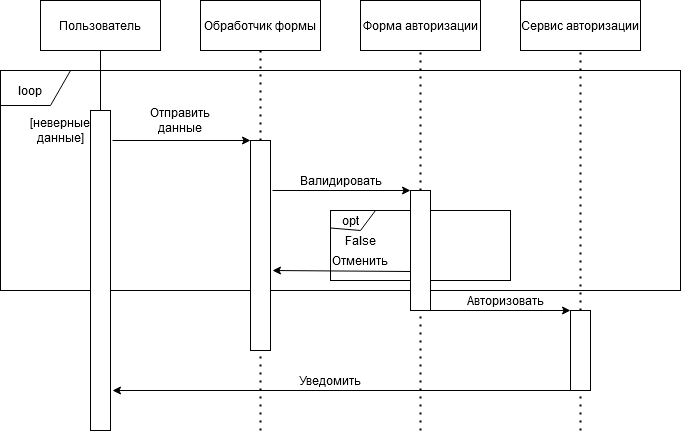 Пользователь
Обработчик формы
Форма авторизации
Сервис авторизации
loop
[неверные
данные]
Отправить
данные
Валидировать
opt
False
Отменить
Авторизовать
Уведомить